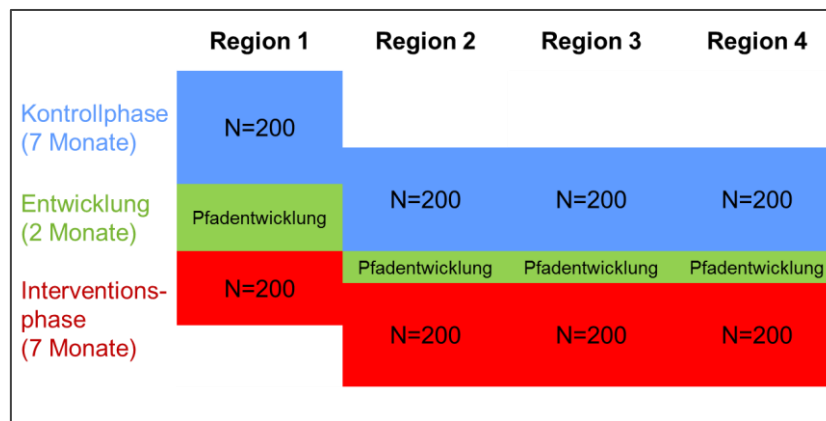 Region 1 Region 2 Region 3 Region 4
Kontrollphase
(7 Monate)
N=200
N=200 N=200 N=200
Entwicklung
(2 Monate)
Pfadentwicklung
Pfadentwicklung Pfadentwicklung Pfadentwicklung
Interventions-
phase
(7 Monate)
N=200
N=200 N=200 N=200